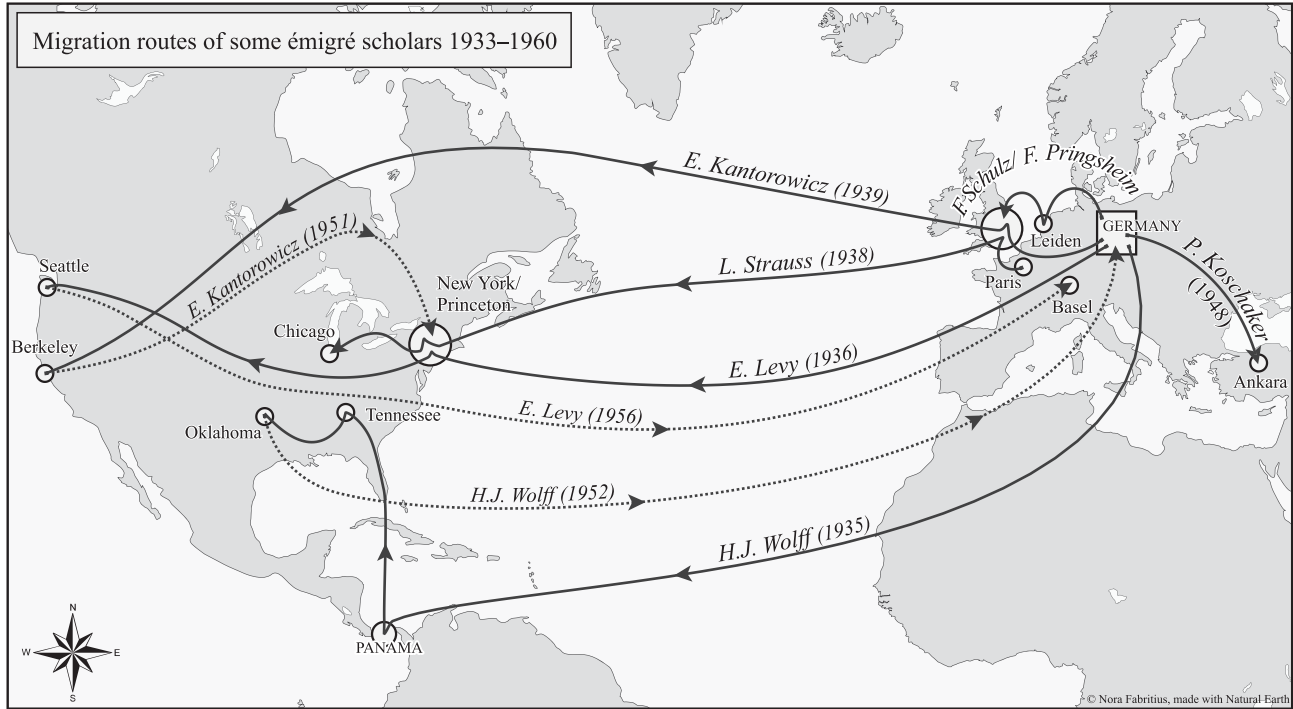 Migration routes of some émigré scholars 1933–1960
E. Kantorowicz (1939)
F Schulz/ F. Pringsheim
GERMANY
Leiden
P. Koschaker
(1948)
E. Kantorowicz (1951)
L. Strauss (1938)
Paris
Seattle
New York/
Princeton
Basel
Chicago
Berkeley
E. Levy (1936)
Ankara
E. Levy (1956)
Tennessee
Oklahoma
H.J. Wolff (1952)
H.J. Wolff (1935)
PANAMA
N
W
E
S
© Nora Fabritius, made with Natural Earth